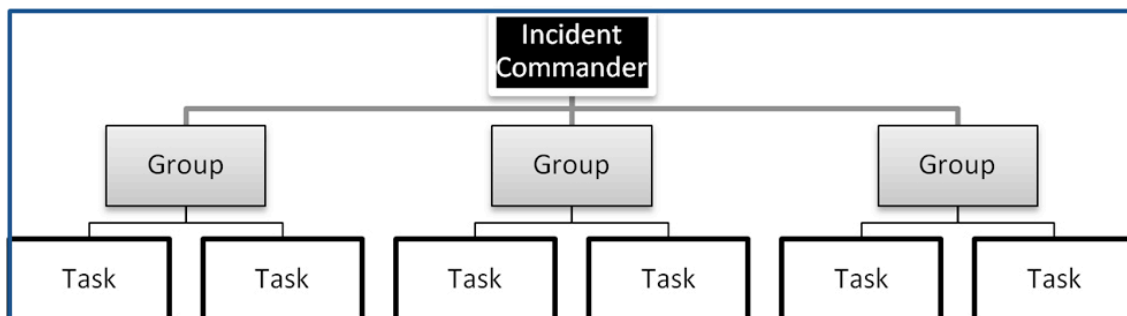 Incident
Commander
Group
Group
Group
Task
Task
Task
Task
Task
Task